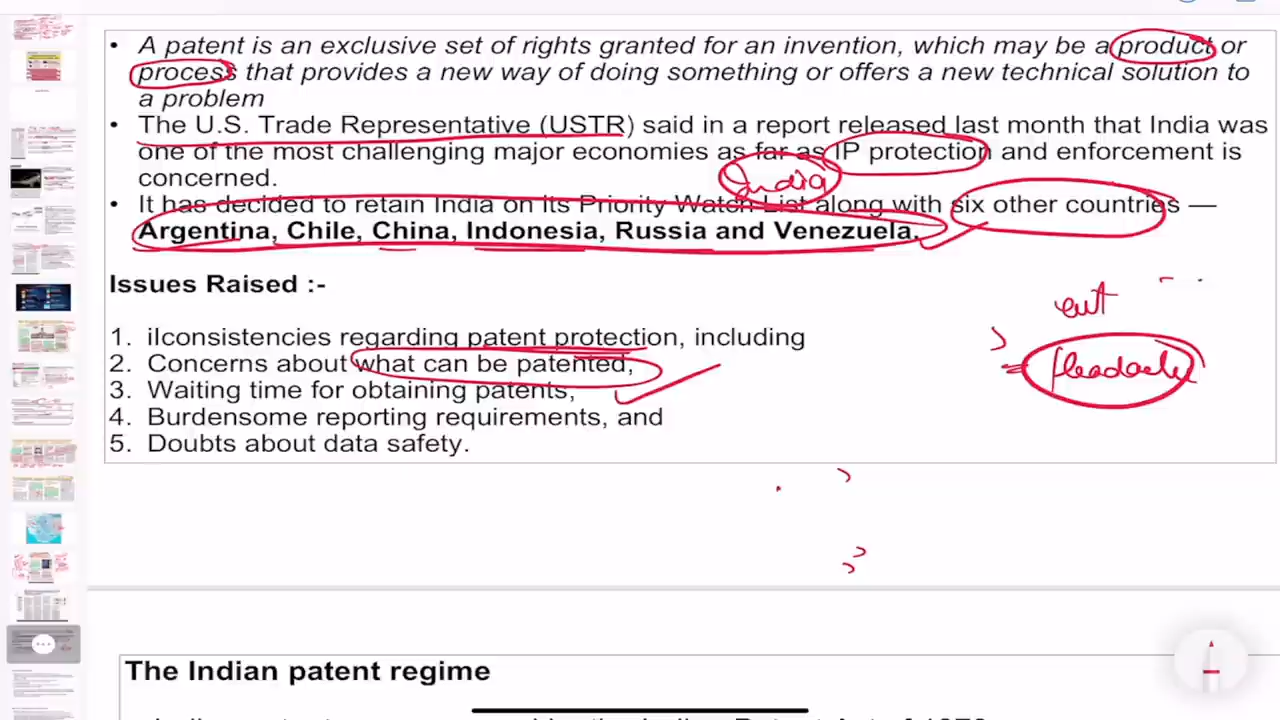 • A patent is an exclusive set of rights granted for an invention, which may be a product or
process that provides a new way of doing something or offers a new technical solution to
a problem
• The U.S. Trade Representative (USTR) said in a report released last month that India was
one of the most challenging major economies as far as IP protection and enforcement is
concerned.
India
• It has decided to retain India on its Priority Watch List along with six other countries —
Argentina, Chile, China, Indonesia, Russia and Venezuela.
Issues Raised :-
1. iIconsistencies regarding patent protection, including
2. Concerns about what can be patented,
3. Waiting time for obtaining patents,
4. Burdensome reporting requirements, and
5. Doubts about data safety.
The Indian patent regime